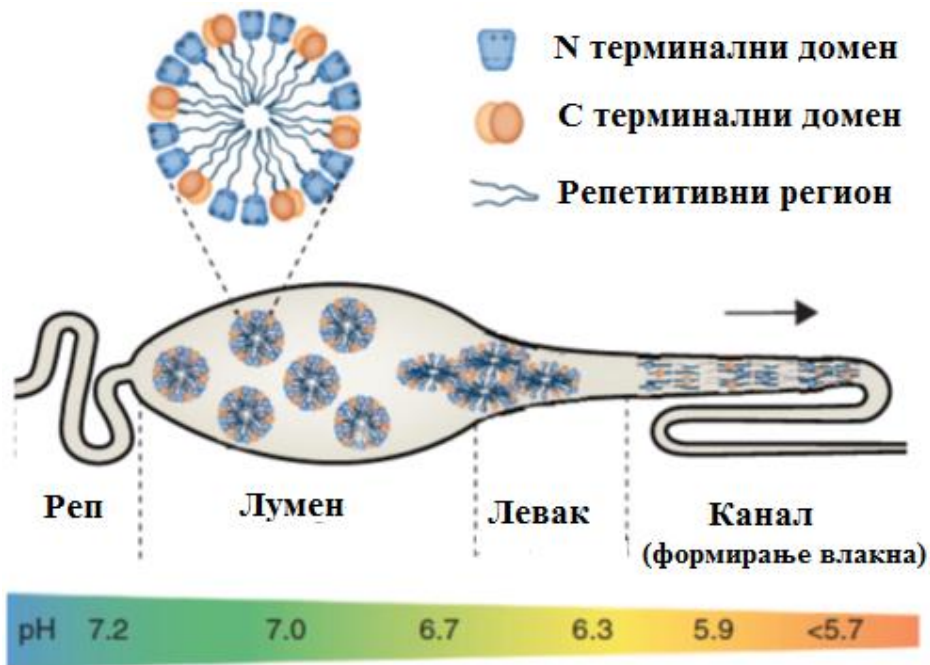 N терминални домен
C терминални домен
Репетитивни регион
Реп
Лумен
Левак
Канал
(формирање влакна)
pH 7.2 7.0 6.7 6.3 5.9 <5.7